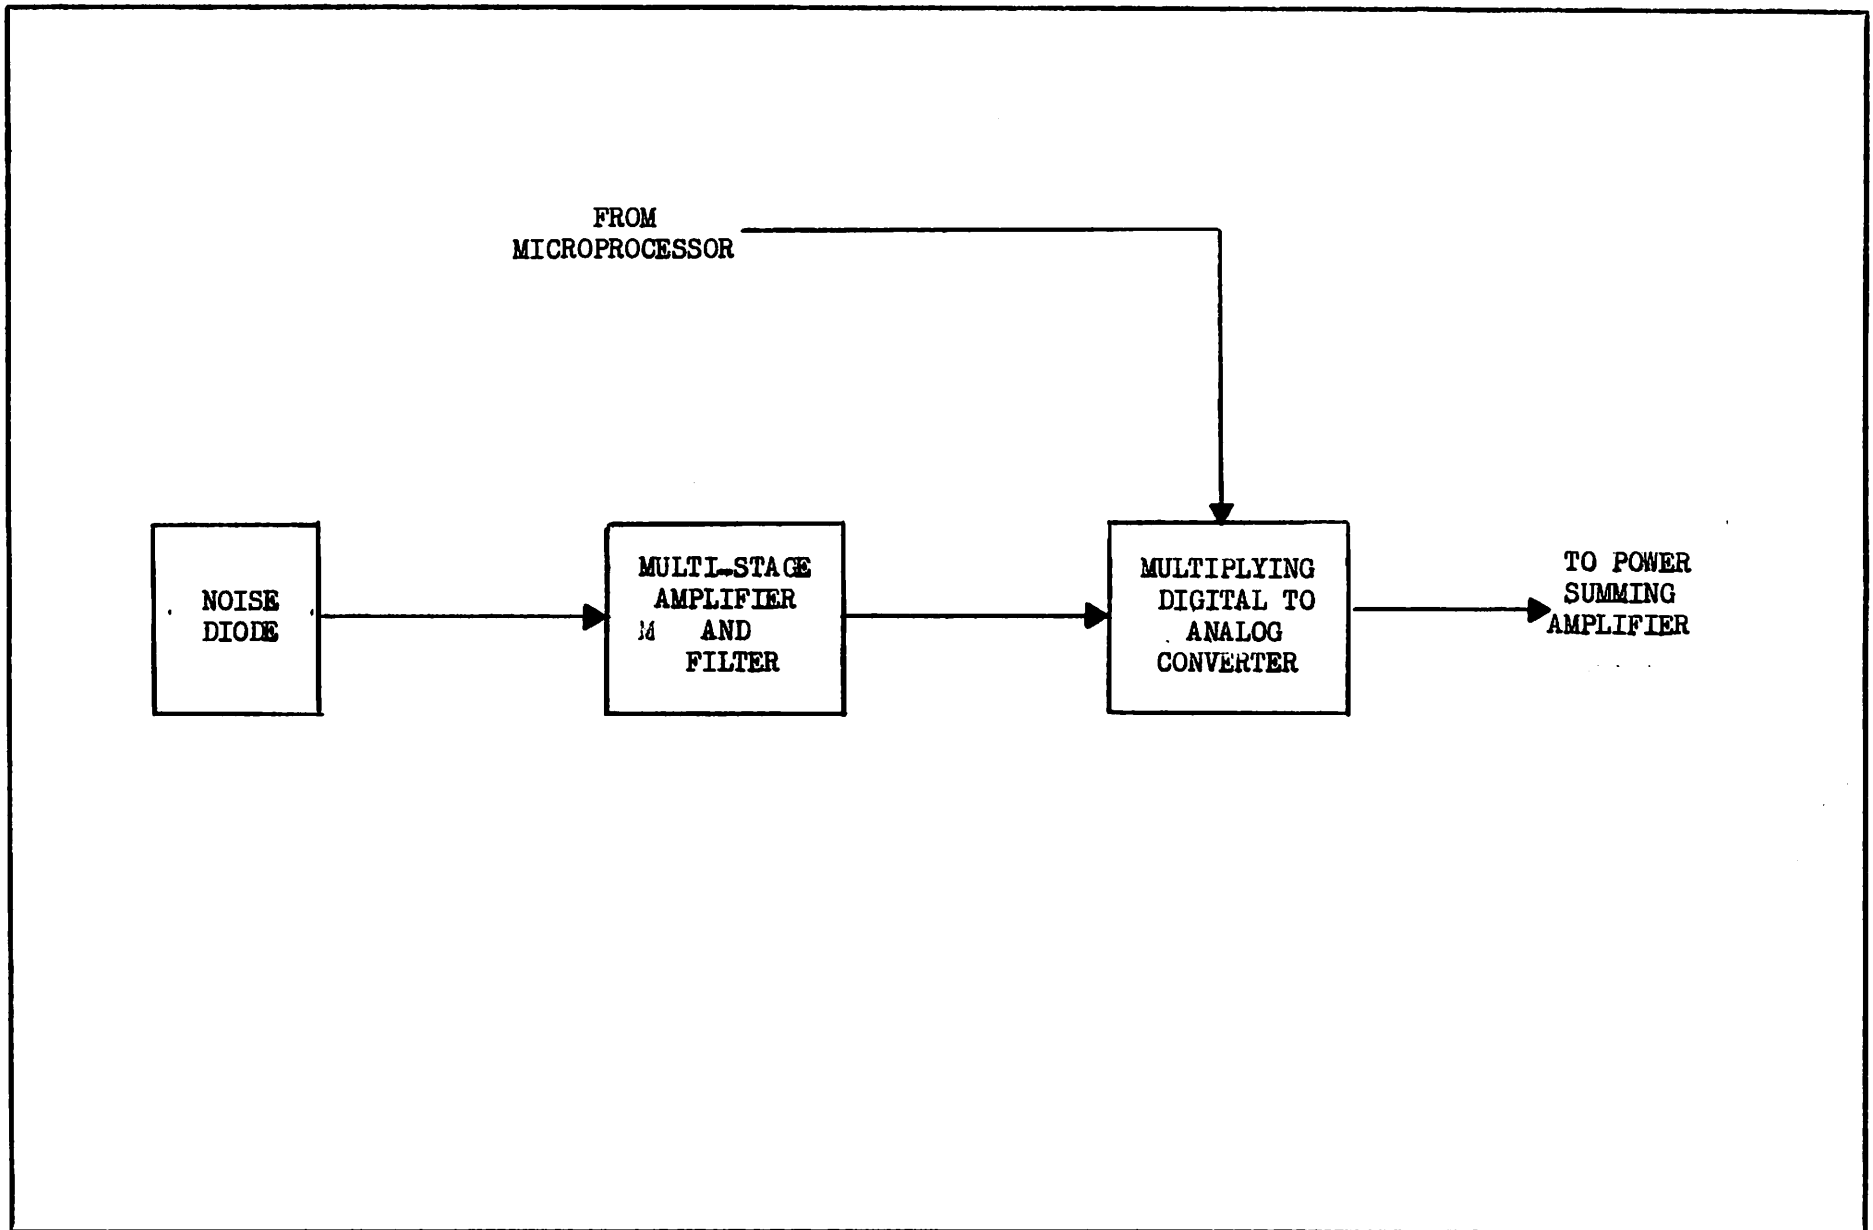 FROM
MICROPROCESSOR
NOISE
DIODE
MULTI-STAGE
AMPLIFIER
M AND
FILTER
MULTIPLYING
DIGITAL TO
ANALOG
CONVERTER
TO POWER
SUMMING
AMPLIFIER